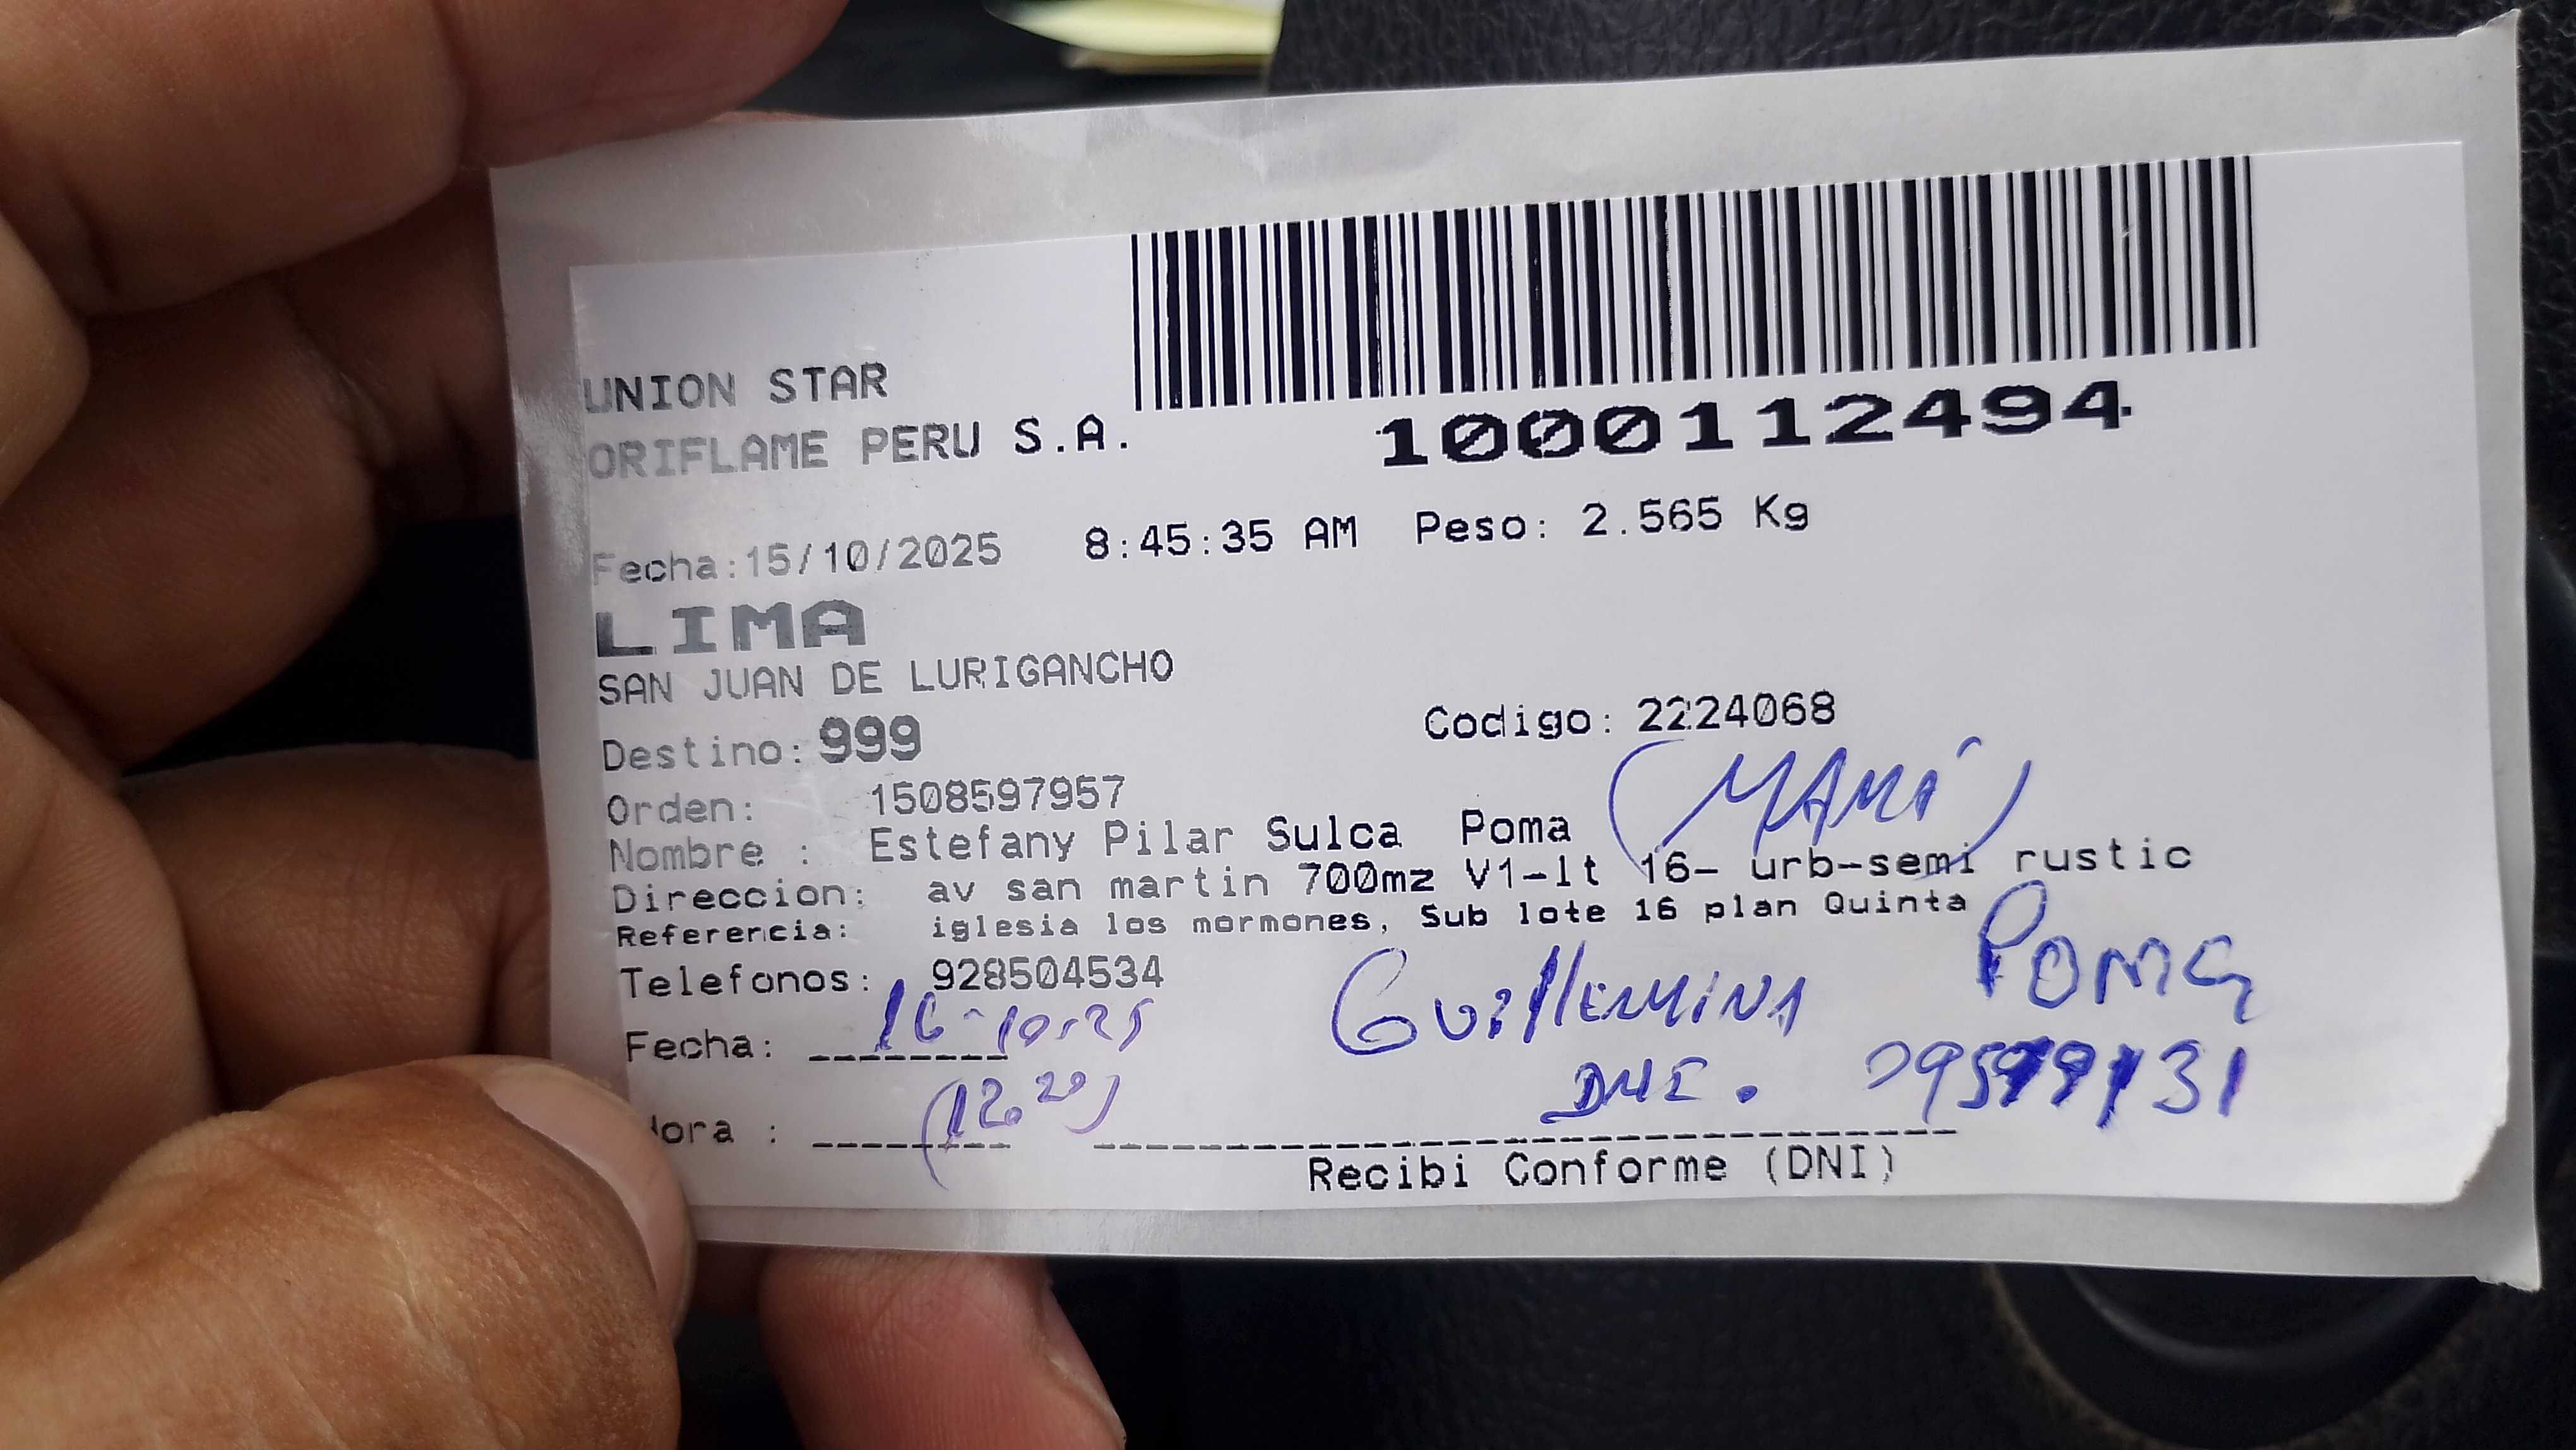 UNION STAR
ORIFLAME PERU S.A.
1000112494
Fecha:15/10/2025 8:45:35 AM Peso: 2.565 Kg
LIMA
SAN JUAN DE LURIGANCHO
Destino: 999 Codigo: 2224068
Orden: 1508597957
(MAMÁ)
Nombre : Estefany Pilar Sulca Poma
Direccion: av san martin 700mz V1-lt 16- urb-semi rustic
Referencia: iglesia los mormones, Sub lote 16 plan Quinta
Telefonos: 928504534
Guillermina Poma
Fecha: 16-10-25
DNI.
Hora : (12.20)
Recibi Conforme (DNI)